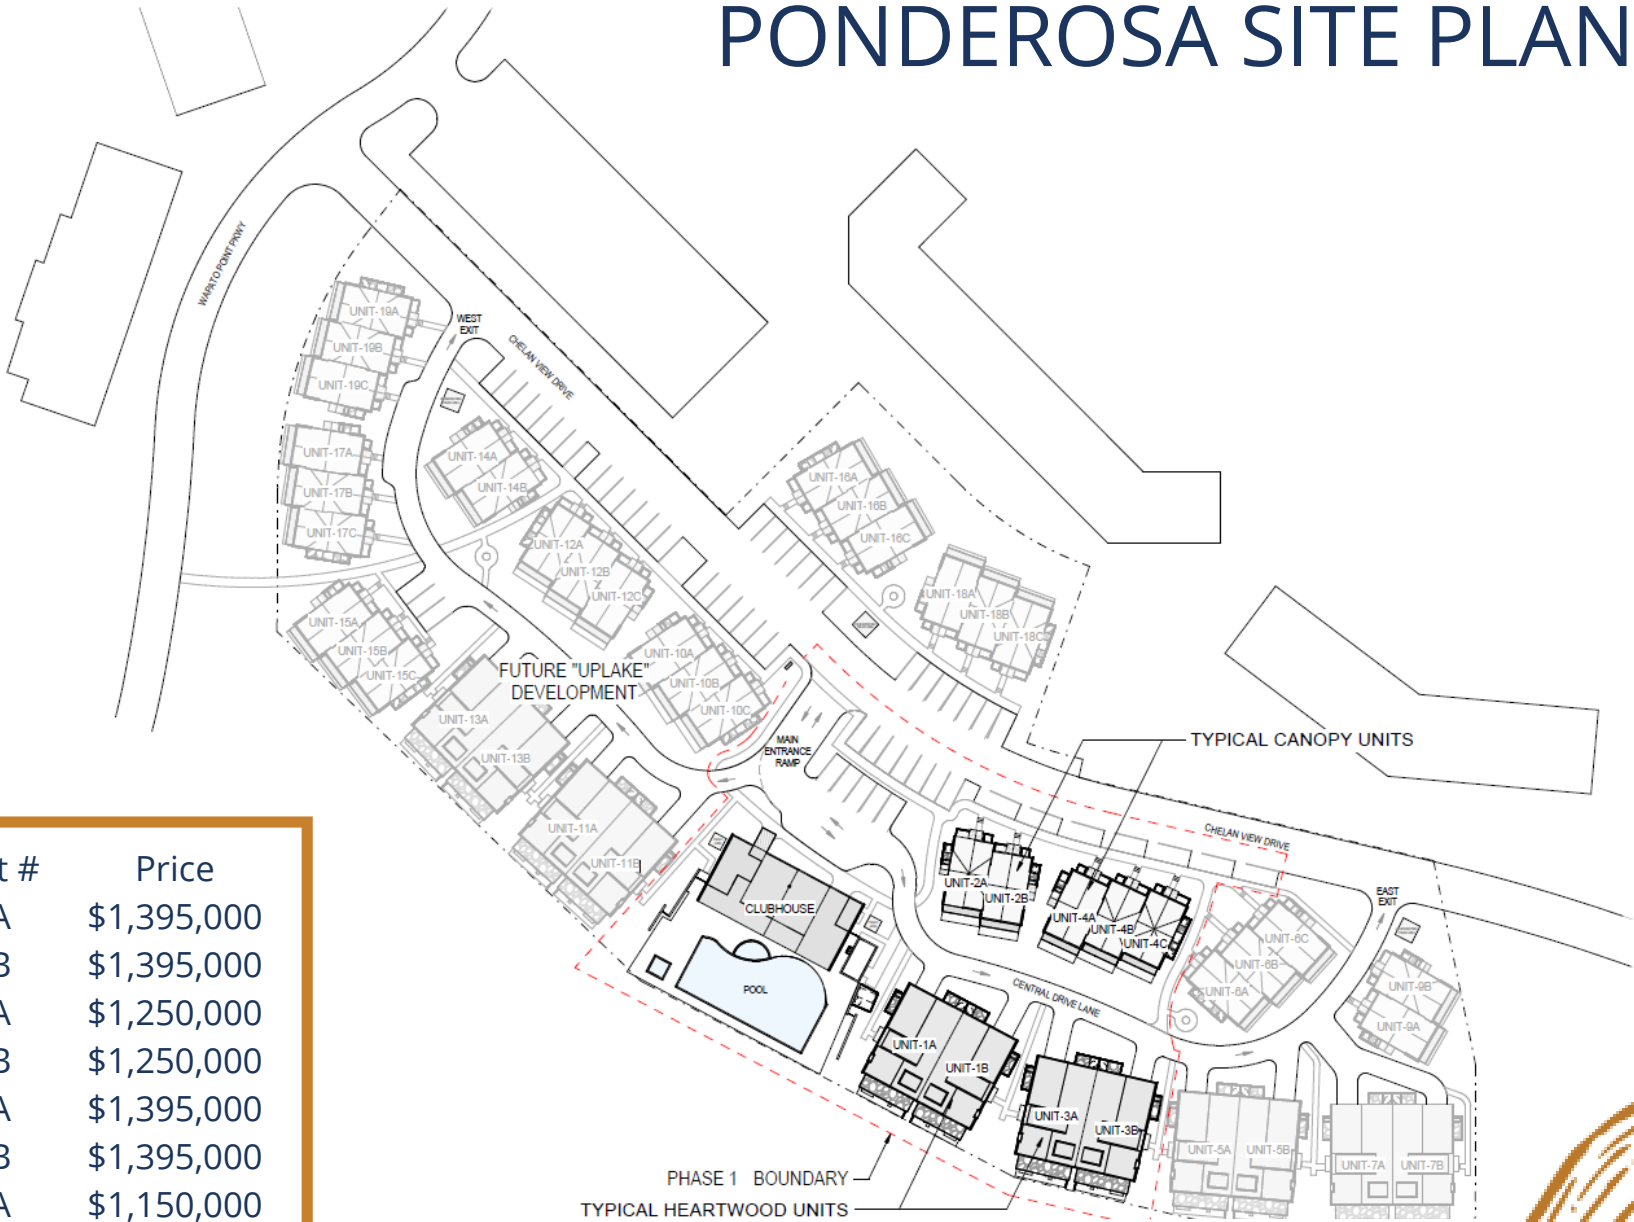 PONDEROSA SITE PLAN
WAPATO POINT PKWY
UNIT-19A
UNIT-19B
UNIT-19C
WEST
EXIT
CHELAN VIEW DRIVE
UNIT-17A
UNIT-17B
UNIT-17C
UNIT-14A
UNIT-14B
UNIT-16A
UNIT-16B
UNIT-16C
UNIT-12A
UNIT-12B
UNIT-12C
UNIT-18A
UNIT-18B
UNIT-18C
UNIT-15A
UNIT-15B
UNIT-15C
UNIT-10A
UNIT-10B
UNIT-10C
FUTURE "UPLAKE"
DEVELOPMENT
UNIT-13A
UNIT-13B
MAIN
ENTRANCE
RAMP
TYPICAL CANOPY UNITS
UNIT-11A
UNIT-11B
CHELAN VIEW DRIVE
t # Price
A $1,395,000
B $1,395,000
A $1,250,000
B $1,250,000
A $1,395,000
B $1,395,000
A $1,150,000
CLUBHOUSE
POOL
UNIT-2A
UNIT-2B
UNIT-4A
UNIT-4B
UNIT-4C
EAST
EXIT
UNIT-6C
UNIT-6B
UNIT-6A
UNIT-9B
UNIT-9A
CENTRAL DRIVE LANE
UNIT-1A
UNIT-1B
UNIT-3A
UNIT-3B
UNIT-5A
UNIT-5B
UNIT-7A
UNIT-7B
PHASE 1 BOUNDARY
TYPICAL HEARTWOOD UNITS